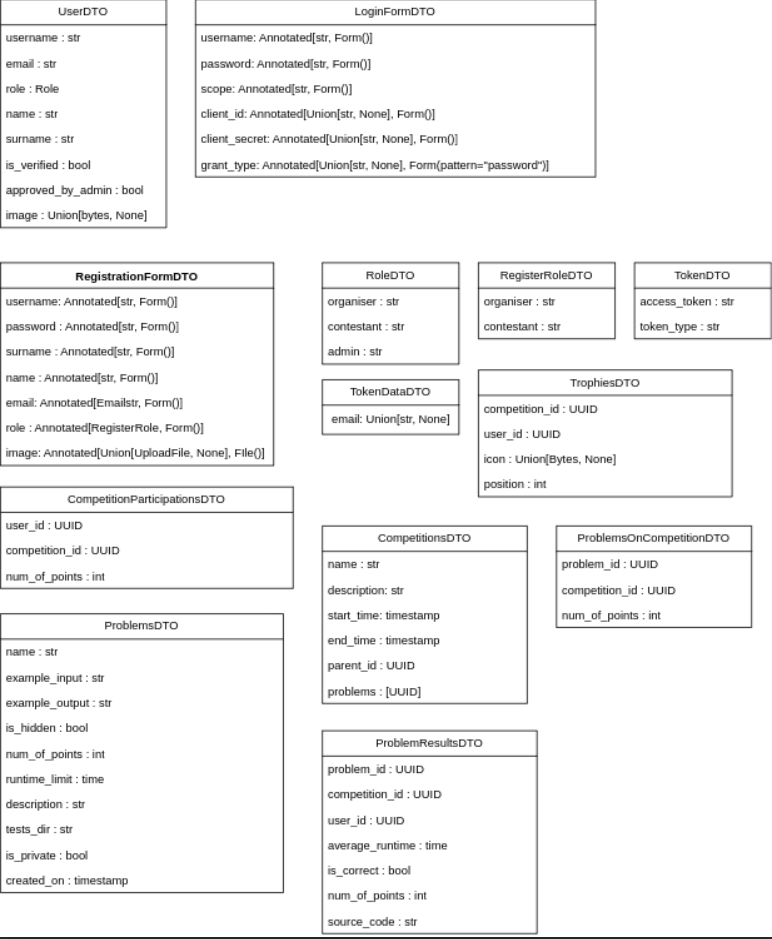 UserDTO
username : str
email : str
role : Role
name : str
surname : str
is_verified : bool
approved_by_admin : bool
image : Union[bytes, None]
LoginFormDTO
username: Annotated[str, Form()]
password: Annotated[str, Form()]
scope: Annotated[str, Form()]
client_id: Annotated[Union[str, None], Form()]
client_secret: Annotated[Union[str, None], Form()]
grant_type: Annotated[Union[str, None], Form(pattern="password")]
RegistrationFormDTO
username: Annotated[str, Form()]
password : Annotated[str, Form()]
surname : Annotated[str, Form()]
name : Annotated[str, Form()]
email: Annotated[Emailstr, Form()]
role : Annotated[RegisterRole, Form()]
image: Annotated[Union[UploadFile, None], FIle()]
RoleDTO
organiser : str
contestant : str
admin : str
RegisterRoleDTO
organiser : str
contestant : str
TokenDTO
access_token : str
token_type : str
TokenDataDTO
email: Union[str, None]
TrophiesDTO
competition_id : UUID
user_id : UUID
icon : Union[Bytes, None]
position : int
CompetitionParticipationsDTO
user_id : UUID
competition_id : UUID
num_of_points : int
CompetitionsDTO
name : str
description: str
start_time: timestamp
end_time : timestamp
parent_id : UUID
problems : [UUID]
ProblemsOnCompetitionDTO
problem_id : UUID
competition_id : UUID
num_of_points : int
ProblemsDTO
name : str
example_input : str
example_output : str
is_hidden : bool
num_of_points : int
runtime_limit : time
description : str
tests_dir : str
is_private : bool
created_on : timestamp
ProblemResultsDTO
problem_id : UUID
competition_id : UUID
user_id : UUID
average_runtime : time
is_correct : bool
num_of_points : int
source_code : str